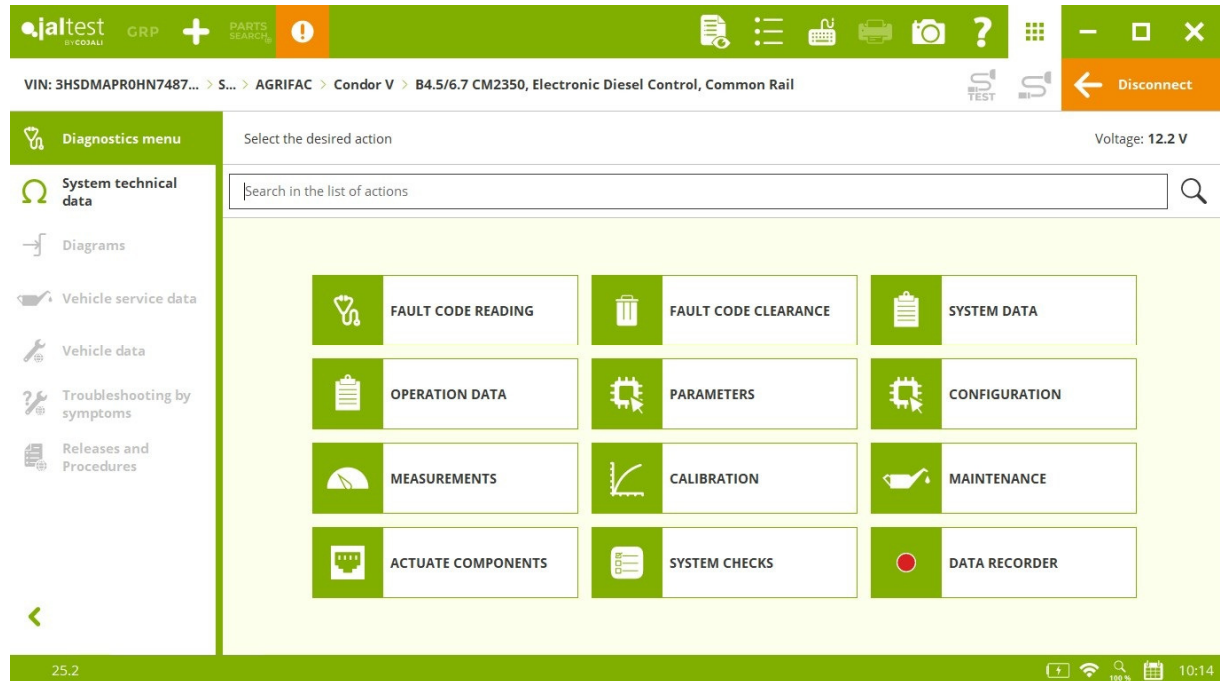 jaltest GRP PARTS SEARCH
BY COJALI
VIN: 3HSDMAPR0HN7487... > S... > AGRIFAC > Condor V > B4.5/6.7 CM2350, Electronic Diesel Control, Common Rail
TEST
Disconnect
Diagnostics menu
Select the desired action
Voltage: 12.2 V
System technical
data
Search in the list of actions
Diagrams
Vehicle service data
Vehicle data
Troubleshooting by
symptoms
Releases and
Procedures
FAULT CODE READING
FAULT CODE CLEARANCE
SYSTEM DATA
OPERATION DATA
PARAMETERS
CONFIGURATION
MEASUREMENTS
CALIBRATION
MAINTENANCE
ACTUATE COMPONENTS
SYSTEM CHECKS
DATA RECORDER
25.2
100 %
10:14